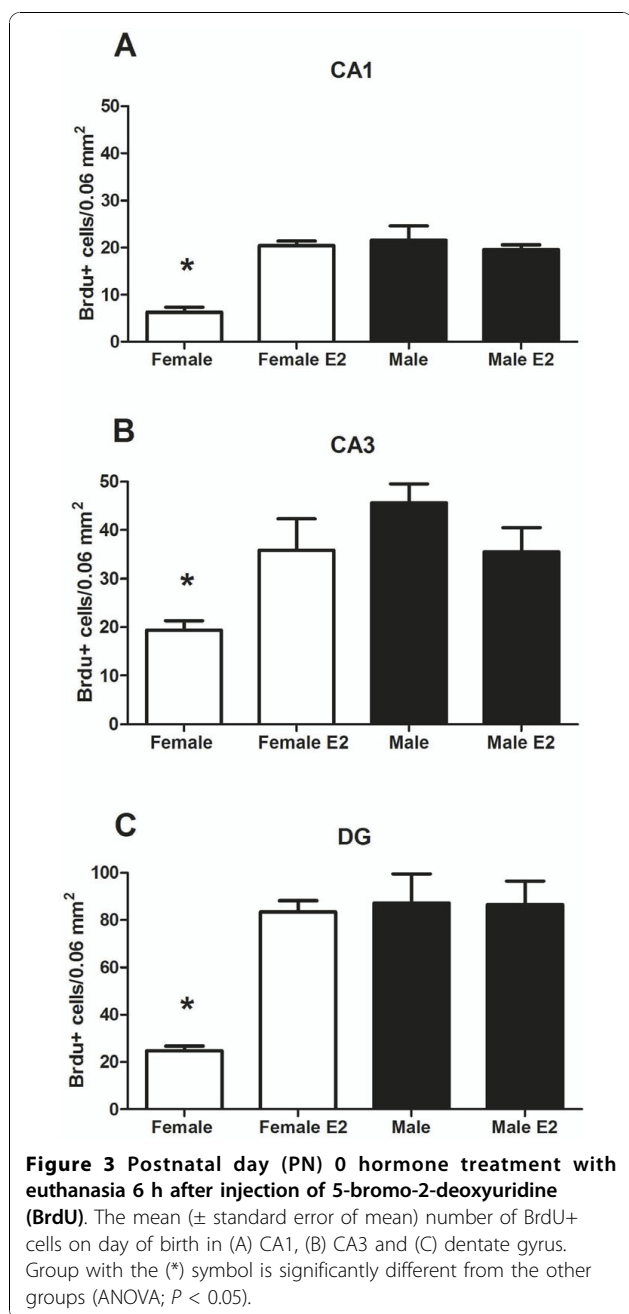 A
CA1
Brdu+ cells/0.06 mm²
50
40
30
20
10
0
*
Female Female E2 Male Male E2
B
CA3
Brdu+ cells/0.06 mm²
50
40
30
20
10
0
*
Female Female E2 Male Male E2
C
DG
Brdu+ cells/0.06 mm²
100
80
60
40
20
0
*
Female Female E2 Male Male E2
Figure 3 Postnatal day (PN) 0 hormone treatment with
euthanasia 6 h after injection of 5-bromo-2-deoxyuridine
(BrdU). The mean (± standard error of mean) number of BrdU+
cells on day of birth in (A) CA1, (B) CA3 and (C) dentate gyrus.
Group with the (*) symbol is significantly different from the other
groups (ANOVA; P < 0.05).